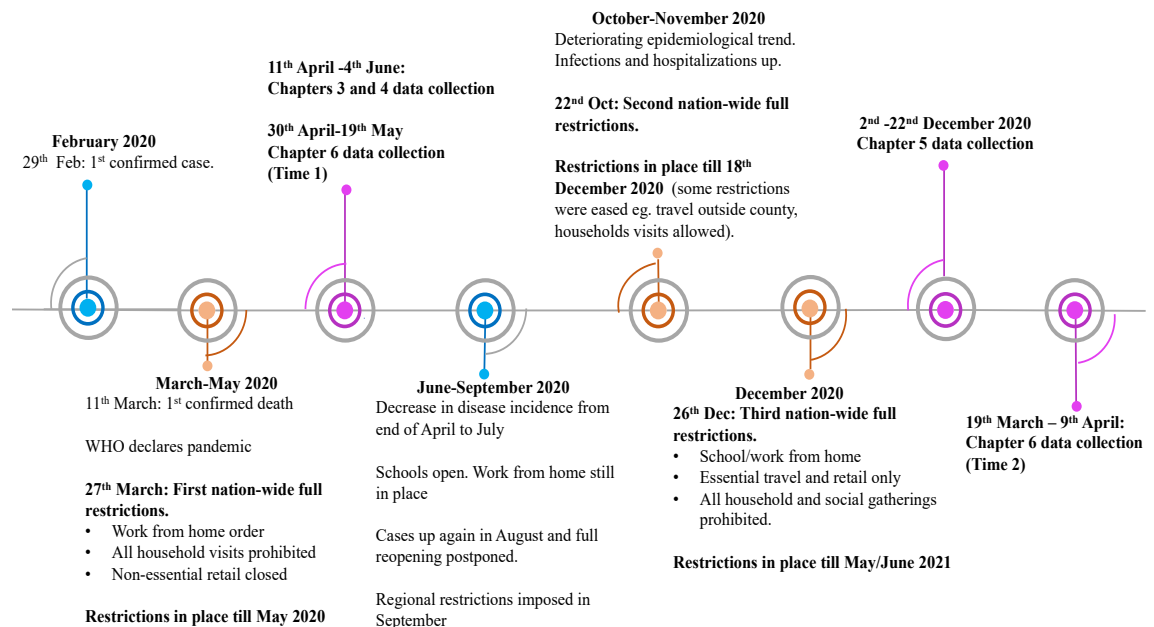 February 2020
29th Feb: 1st confirmed case.
March-May 2020
11th March: 1st confirmed death
WHO declares pandemic
27th March: First nation-wide full
restrictions.
• Work from home order
• All household visits prohibited
• Non-essential retail closed
Restrictions in place till May 2020
11th April -4th June:
Chapters 3 and 4 data collection
30th April-19th May
Chapter 6 data collection
(Time 1)
June-September 2020
Decrease in disease incidence from
end of April to July
Schools open. Work from home still
in place
Cases up again in August and full
reopening postponed.
Regional restrictions imposed in
September
October-November 2020
Deteriorating epidemiological trend.
Infections and hospitalizations up.
22nd Oct: Second nation-wide full
restrictions.
Restrictions in place till 18th
December 2020 (some restrictions
were eased eg. travel outside county,
households visits allowed).
December 2020
26th Dec: Third nation-wide full
restrictions.
• School/work from home
• Essential travel and retail only
• All household and social gatherings
prohibited.
Restrictions in place till May/June 2021
2nd -22nd December 2020
Chapter 5 data collection
19th March – 9th April:
Chapter 6 data collection
(Time 2)